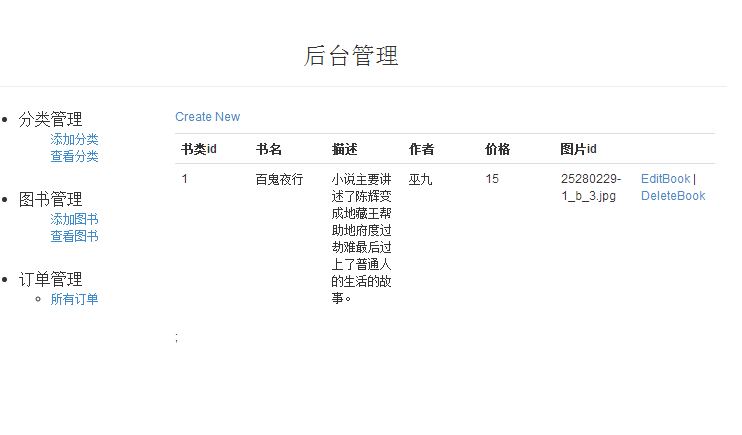 后台管理
分类管理
添加分类
查看分类
图书管理
添加图书
查看图书
订单管理
所有订单
Create New
书类id 书名 描述 作者 价格 图片id
1 百鬼夜行 小说主要讲 巫九 15 25280229- EditBook |
述了陈辉变 1_b_3.jpg DeleteBook
成地藏王帮
助地府度过
劫难最后过
上了普通人
的生活的故
事。
;